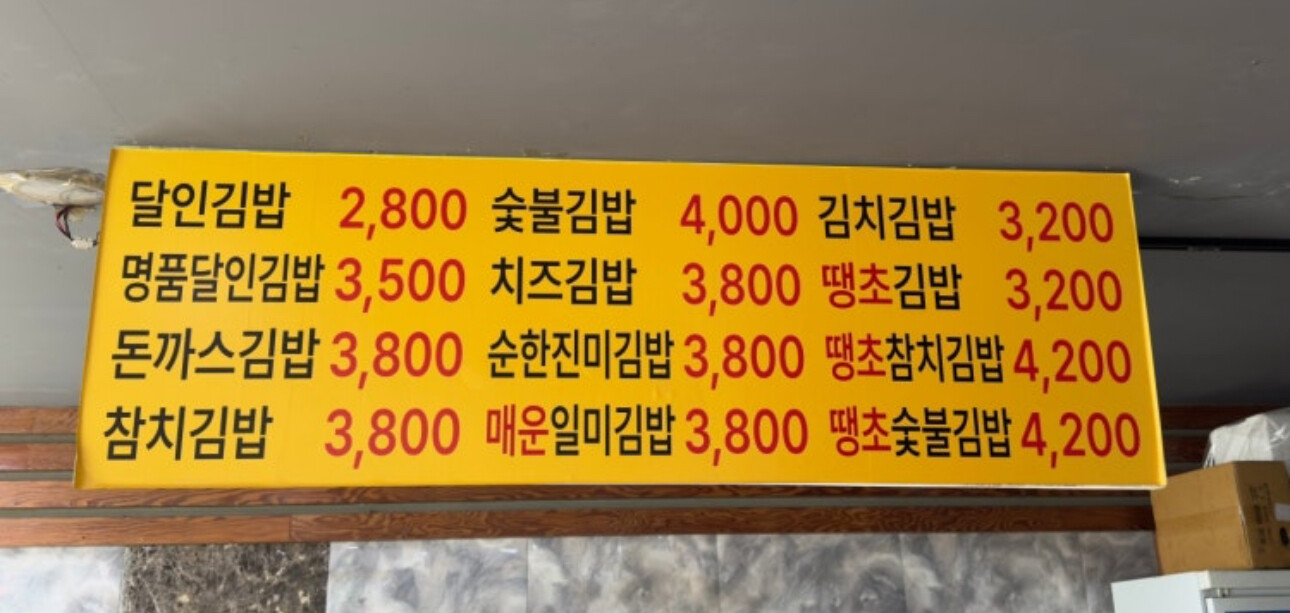 달인김밥 2,800 숯불김밥 4,000 김치김밥 3,200
명품달인김밥 3,500 치즈김밥 3,800 땡초김밥 3,200
돈까스김밥 3,800 순한진미김밥 3,800 땡초참치김밥 4,200
참치김밥 3,800 매운일미김밥 3,800 땡초숯불김밥 4,200